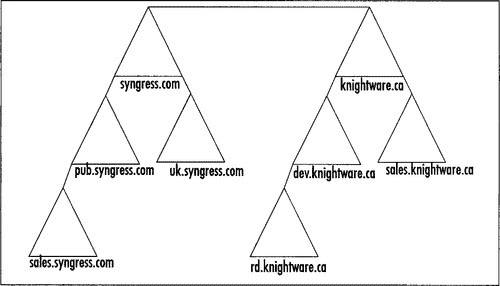 syngress.com
knightware.ca
pub.syngress.com
uk.syngress.com
dev.knightware.ca
sales.knightware.ca
sales.syngress.com
rd.knightware.ca